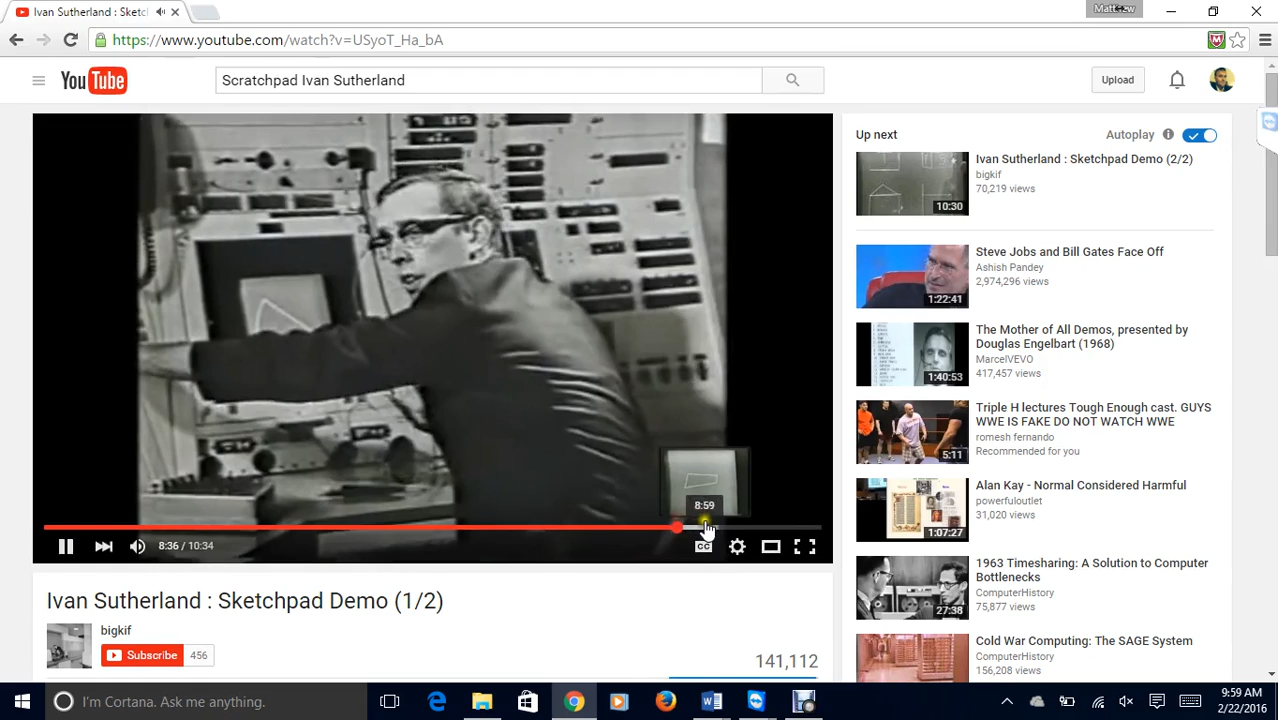 Ivan Sutherland : Sketcl
Matthew
https://www.youtube.com/watch?v=USyoT_Ha_bA
YouTube
Scratchpad Ivan Sutherland
Upload
Up next
Autoplay
Ivan Sutherland : Sketchpad Demo (2/2)
bigkif
70,219 views
10:30
Steve Jobs and Bill Gates Face Off
Ashish Pandey
2,974,296 views
1:22:41
The Mother of All Demos, presented by
Douglas Engelbart (1968)
MarcelVEVO
417,457 views
1:40:53
Triple H lectures Tough Enough cast. GUYS
WWE IS FAKE DO NOT WATCH WWE
romesh fernando
Recommended for you
5:11
Alan Kay - Normal Considered Harmful
powerfuloutlet
31,020 views
1:07:27
1963 Timesharing: A Solution to Computer
Bottlenecks
ComputerHistory
75,877 views
27:38
Cold War Computing: The SAGE System
ComputerHistory
156,208 views
8:59
8:36 / 10:34
CC
Ivan Sutherland : Sketchpad Demo (1/2)
bigkif
Subscribe 456
141,112
I'm Cortana. Ask me anything.
9:59 AM
2/22/2016